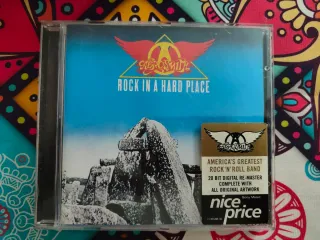 AEROSMITH
ROCK IN A HARD PLACE
AEROSMITH
AMERICA'S GREATEST
ROCK 'N' ROLL BAND
20 BIT DIGITAL RE-MASTER
COMPLETE WITH
ALL ORIGINAL ARTWORK
nice
price